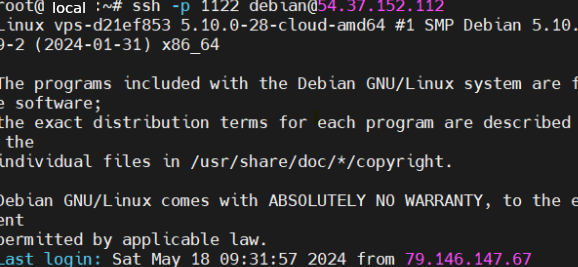 root@ local :~# ssh -p 1122 debian@54.37.152.112
Linux vps-d21ef853 5.10.0-28-cloud-amd64 #1 SMP Debian 5.10.
9-2 (2024-01-31) x86_64
The programs included with the Debian GNU/Linux system are f
e software;
the exact distribution terms for each program are described
the
individual files in /usr/share/doc/*/copyright.
Debian GNU/Linux comes with ABSOLUTELY NO WARRANTY, to the e
ent
permitted by applicable law.
Last login: Sat May 18 09:31:57 2024 from 79.146.147.67